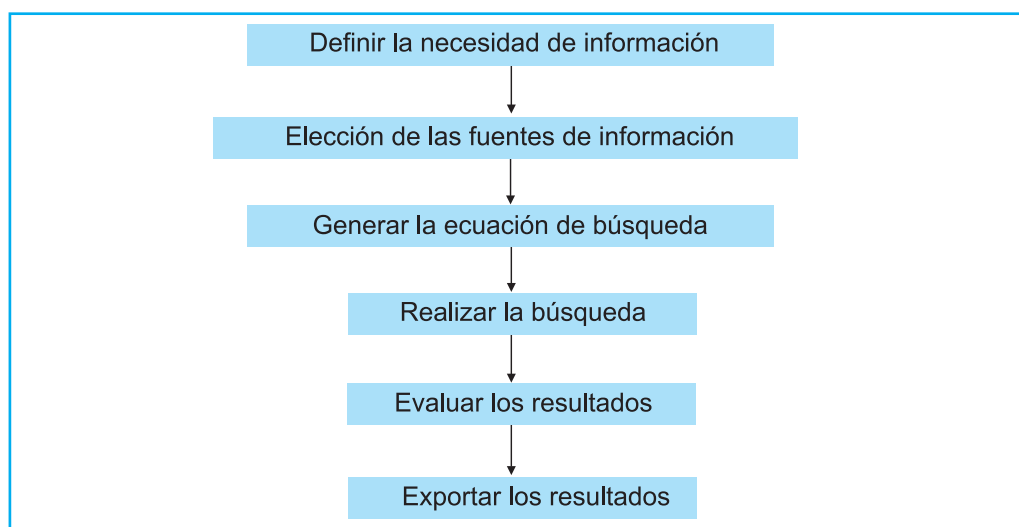 Definir la necesidad de información
Elección de las fuentes de información
Generar la ecuación de búsqueda
Realizar la búsqueda
Evaluar los resultados
Exportar los resultados